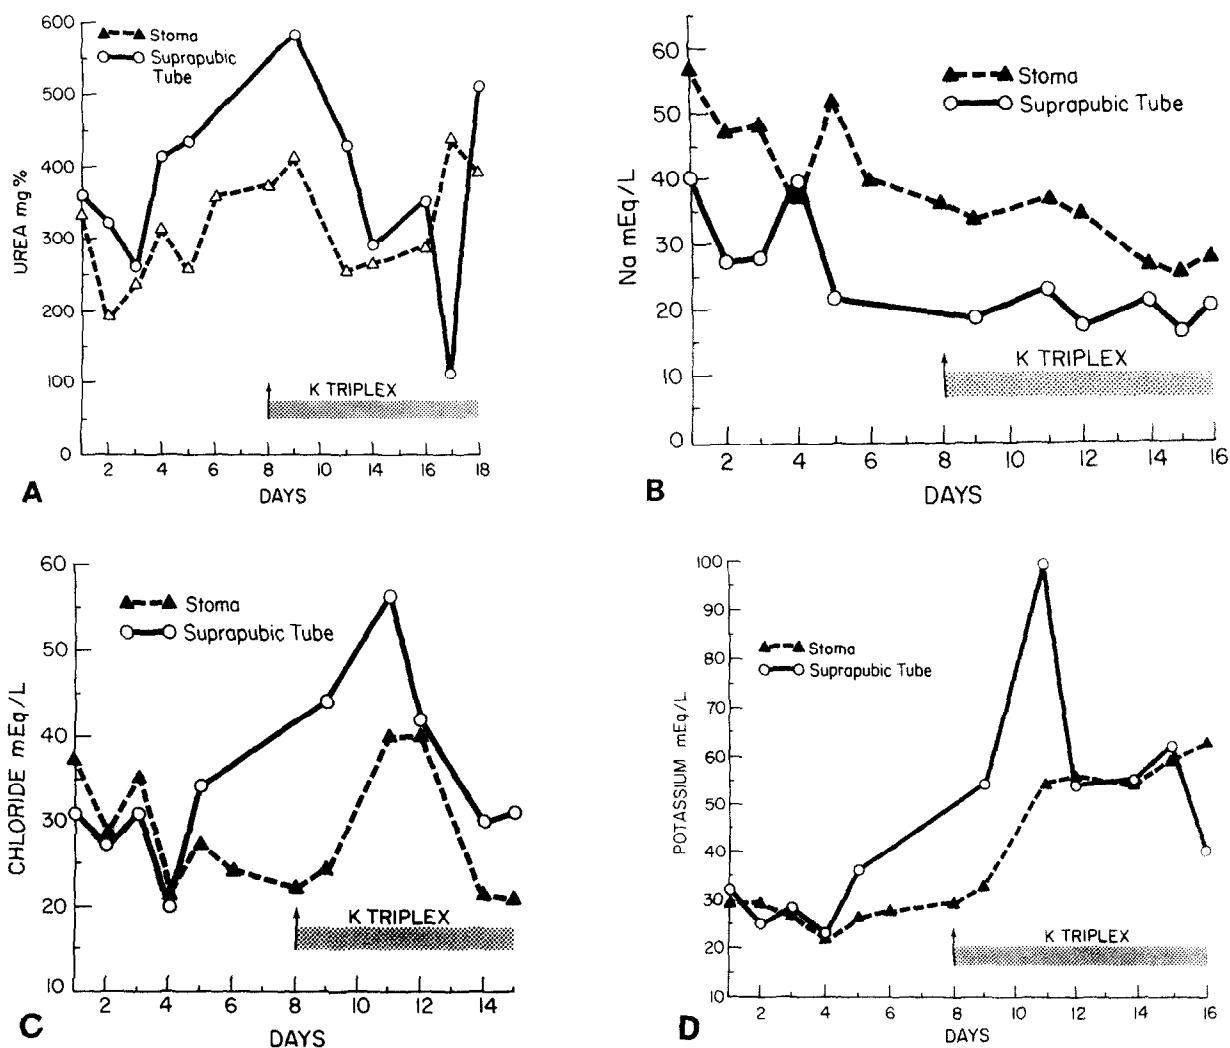 600
500
400
300
200
100
0
UREA mg%
Stoma
Suprapubic
Tube
K TRIPLEX
2 4 6 8 10 14 16 18
DAYS
A
60
50
40
30
20
10
0
Na mEq/L
Stoma
Suprapubic Tube
K TRIPLEX
2 4 6 8 10 12 14 16
DAYS
B
60
50
40
30
20
10
CHLORIDE mEq/L
Stoma
Suprapubic Tube
K TRIPLEX
2 4 6 8 10 12 14
DAYS
C
100
90
80
70
60
50
40
30
20
10
POTASSIUM mEq/L
Stoma
Suprapubic Tube
K TRIPLEX
2 4 6 8 10 12 14 16
DAYS
D